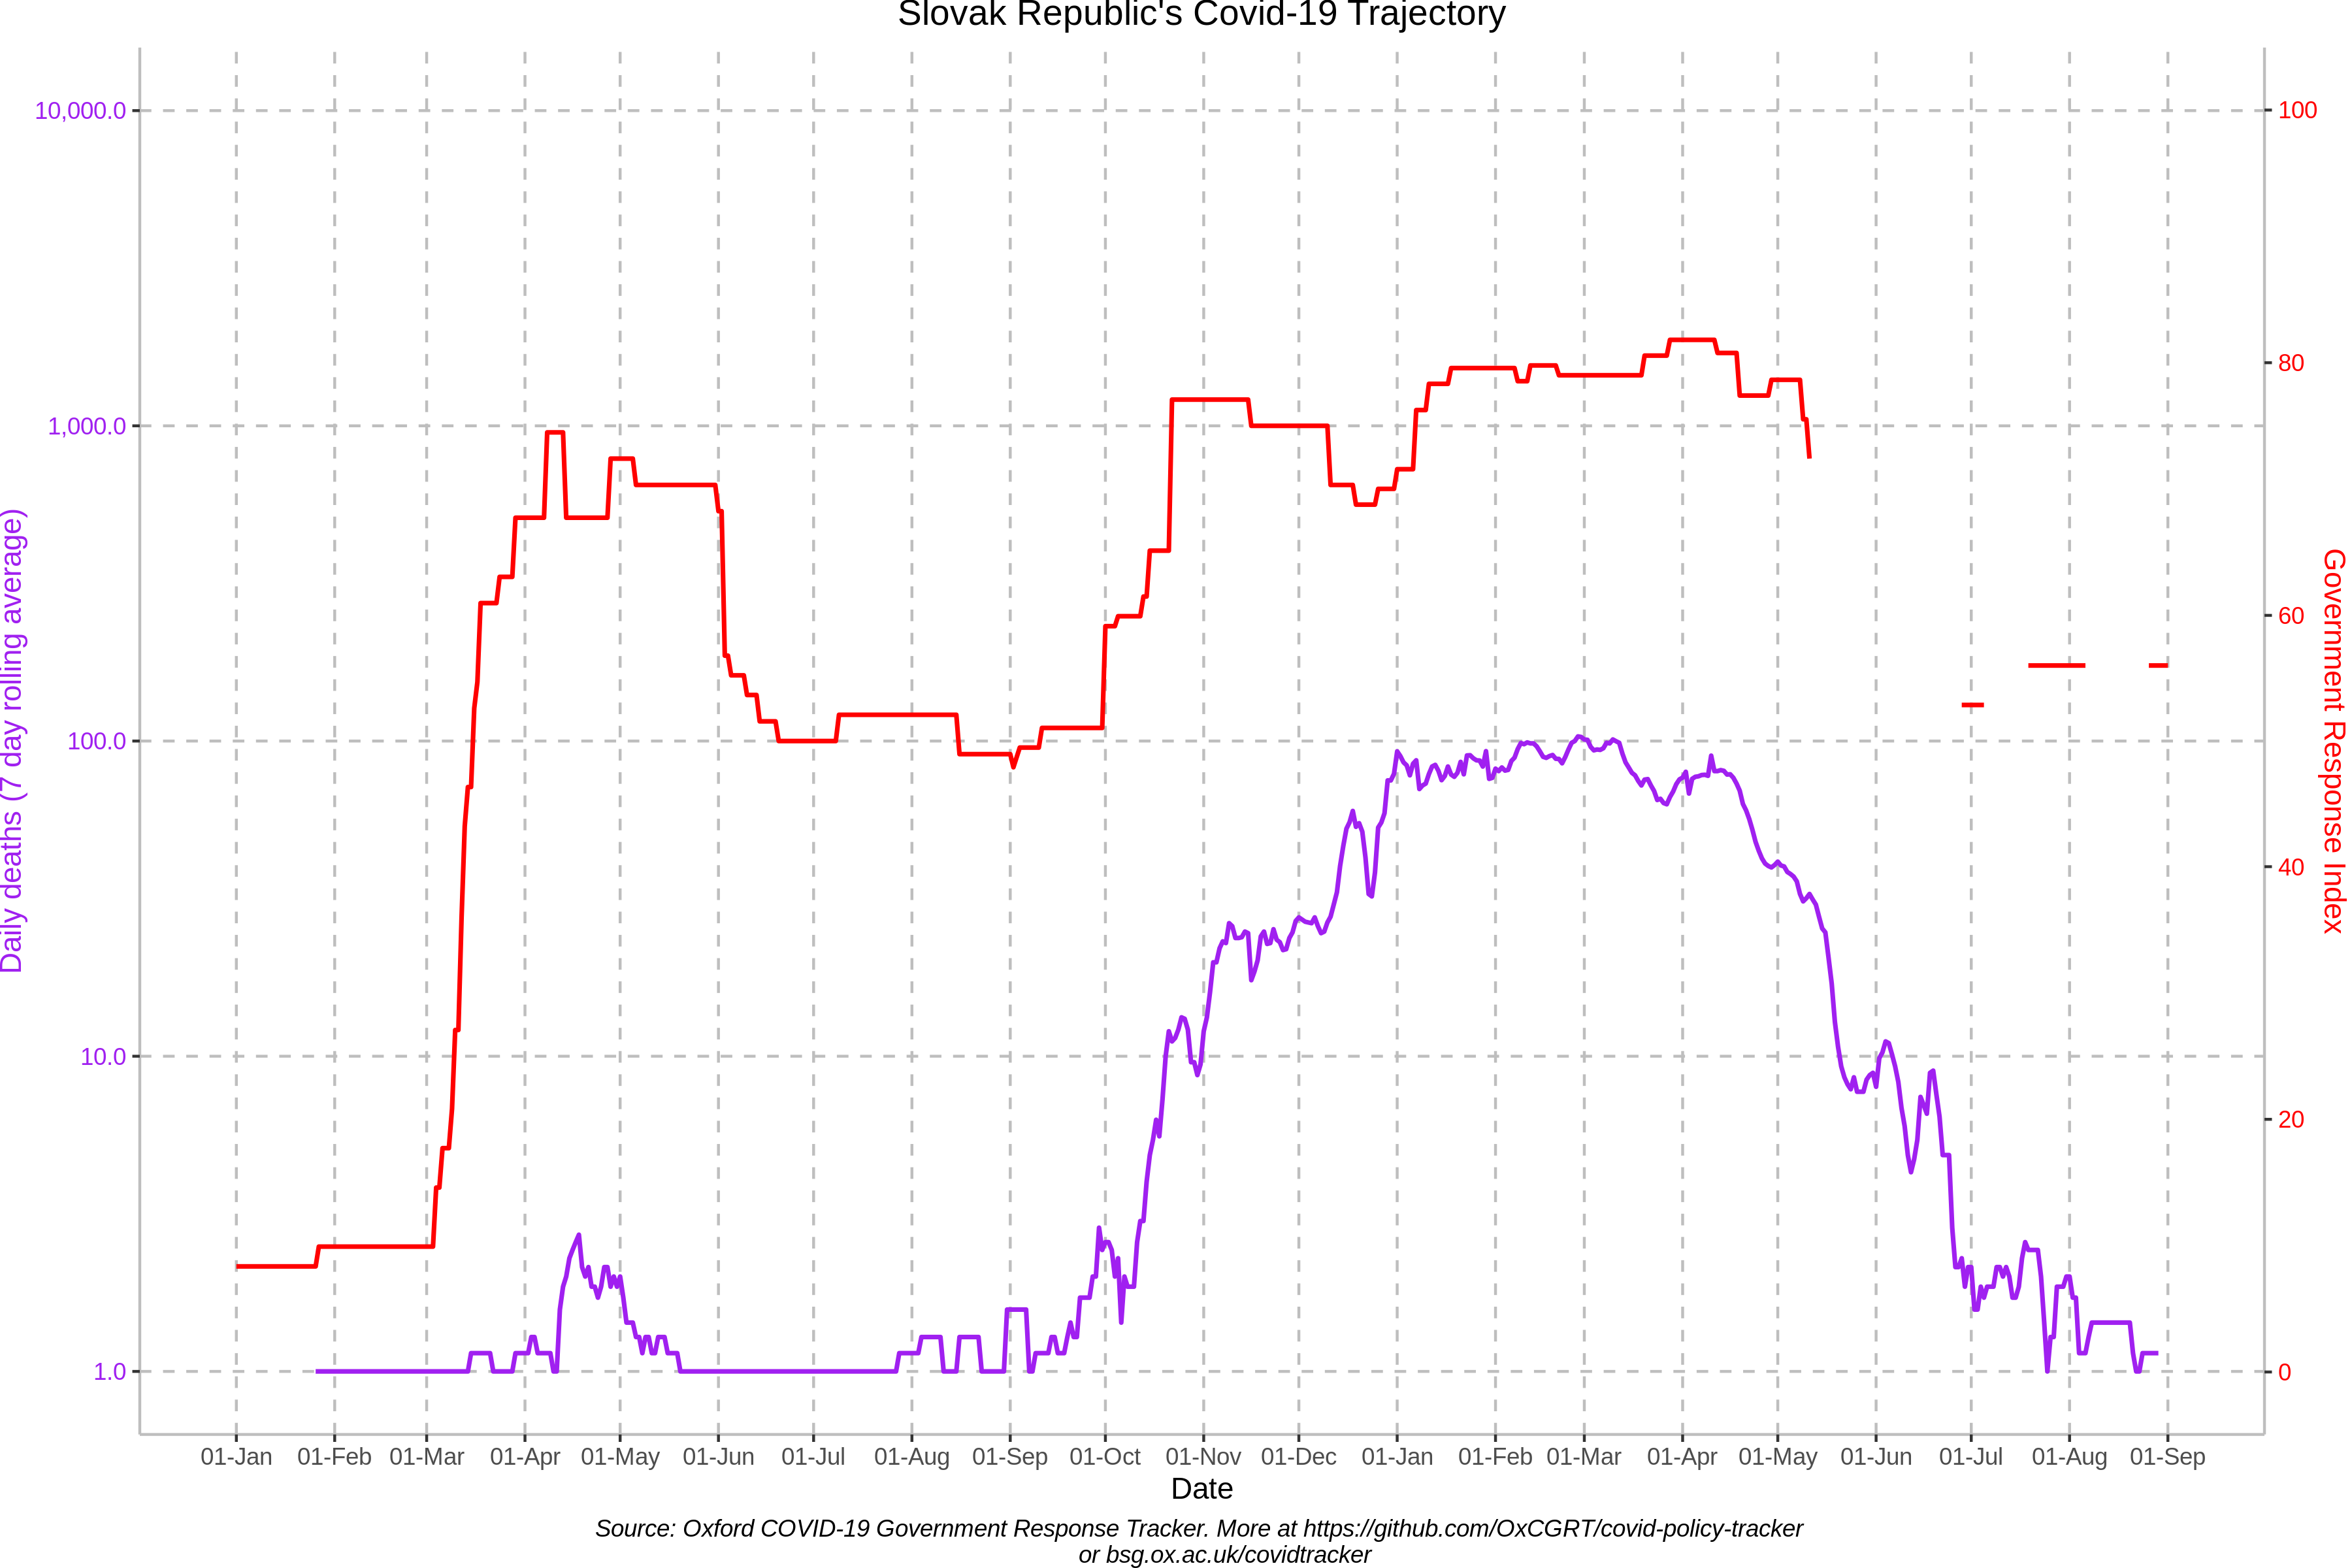 Slovak Republic's Covid-19 Trajectory
10,000.0
1,000.0
100.0
10.0
1.0
Daily deaths (7 day rolling average)
100
80
60
40
20
0
Government Response Index
01-Jan 01-Feb 01-Mar 01-Apr 01-May 01-Jun 01-Jul 01-Aug 01-Sep 01-Oct 01-Nov 01-Dec 01-Jan 01-Feb 01-Mar 01-Apr 01-May 01-Jun 01-Jul 01-Aug 01-Sep
Date
Source: Oxford COVID-19 Government Response Tracker. More at https://github.com/OxCGRT/covid-policy-tracker
or bsg.ox.ac.uk/covidtracker